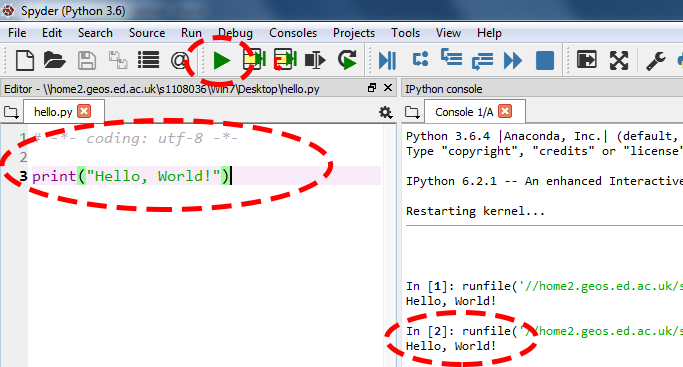 Spyder (Python 3.6)
File Edit Search Source Run Debug Consoles Projects Tools View Help
Editor - \\home2.geos.ed.ac.uk\s1108036\Win7\Desktop\hello.py
IPython console
hello.py
Console 1/A
1 # -*- coding: utf-8 -*-
2
3 print("Hello, World!")
Python 3.6.4 |Anaconda, Inc.| (default,
Type "copyright", "credits" or "license"
IPython 6.2.1 -- An enhanced Interactive
Restarting kernel...
In [1]: runfile('//home2.geos.ed.ac.uk/s
Hello, World!
In [2]: runfile('//home2.geos.ed.ac.uk/s
Hello, World!